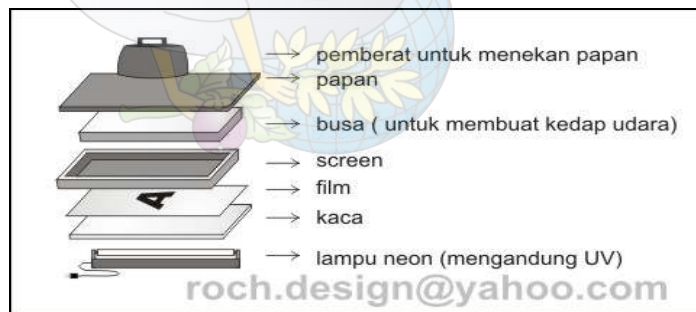 pemberat untuk menekan papan
papan
busa ( untuk membuat kedap udara)
screen
A
film
kaca
lampu neon (mengandung UV)
roch.design@yahoo.com